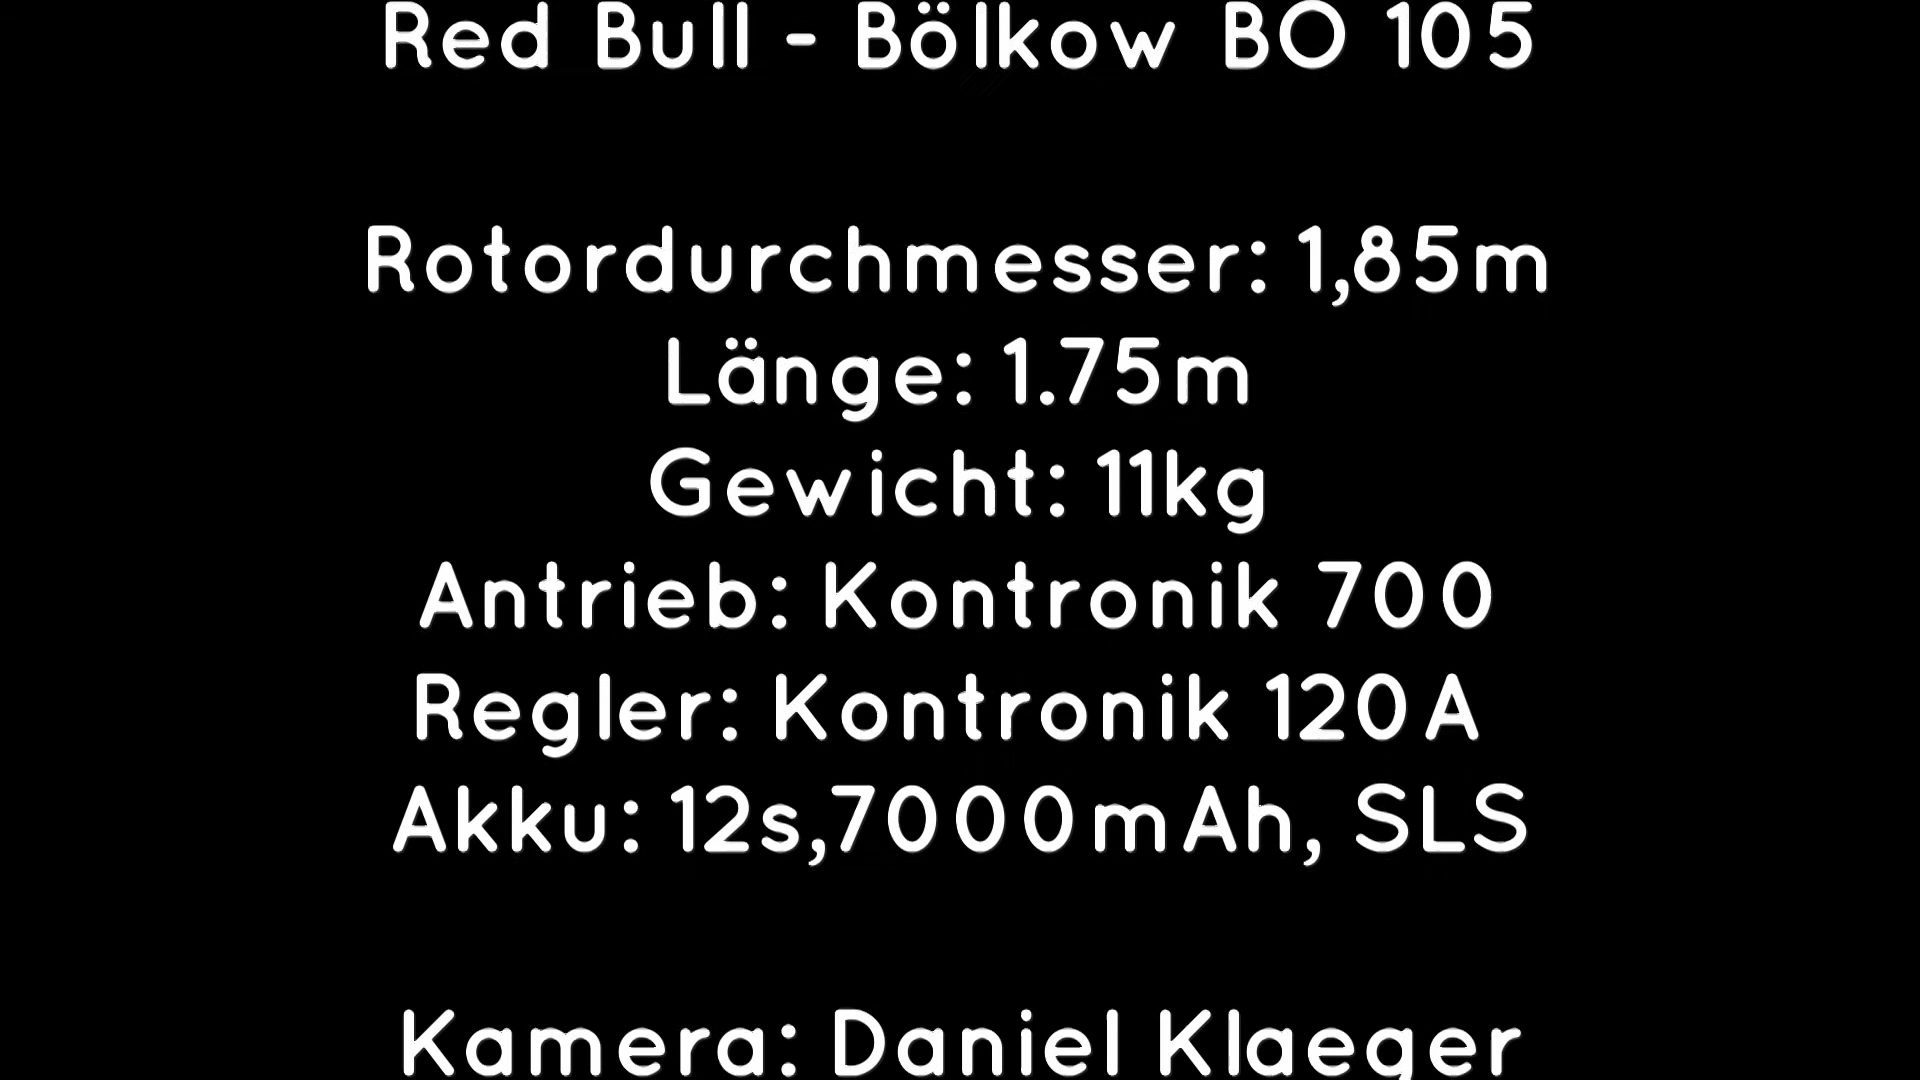 Red Bull - Bölkow BO 105
Rotordurchmesser: 1,85m
Länge: 1.75m
Gewicht: 11kg
Antrieb: Kontronik 700
Regler: Kontronik 120A
Akku: 12s,7000mAh, SLS
Kamera: Daniel Klaeger